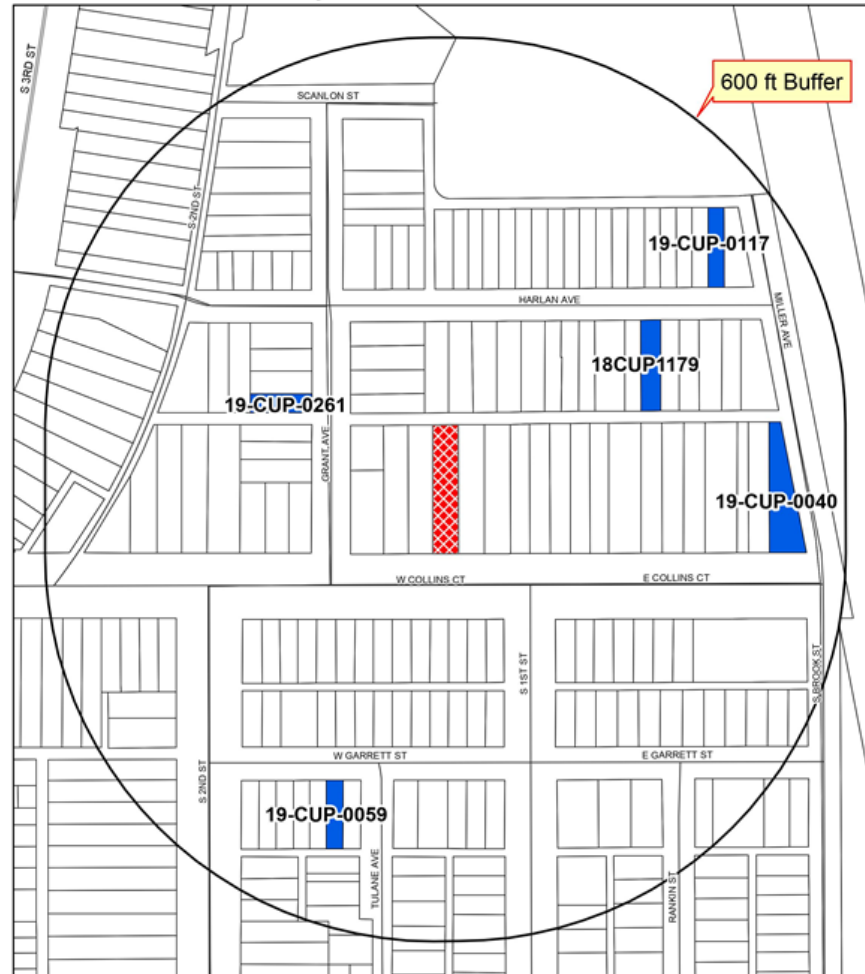 S 3RD ST
600 ft Buffer
SCANLON ST
S 2ND ST
19-CUP-0117
HARLAN AVE
MILLER AVE
18CUP1179
19-CUP-0261
GRANT AVE
19-CUP-0040
W COLLINS CT
E COLLINS CT
S 1ST ST
S BROOK ST
W GARRETT ST
E GARRETT ST
S 2ND ST
19-CUP-0059
TULANE AVE
RANKIN ST